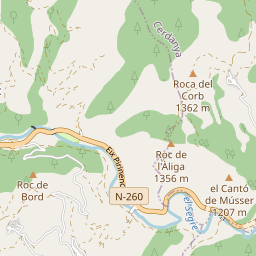 Cerdanya
Roca del
Corb
1362 m
Eix Pirinenc
Roc de
l'Àliga
1356 m
Roc de
Bord
N-260
el Cantó
de Músser
1207 m
el Segre